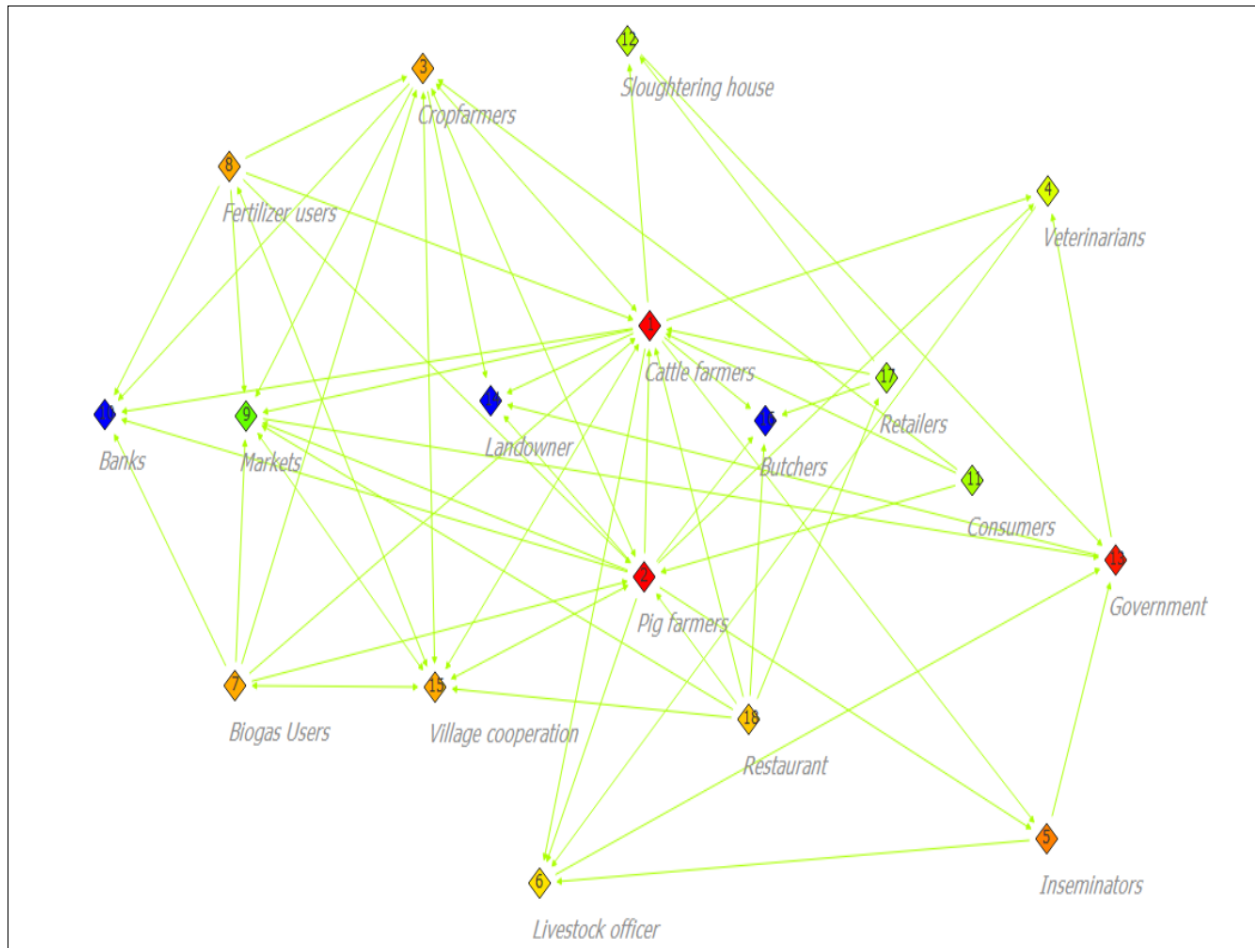 12
Sloughtering house
3
Cropfarmers
8
Fertilizer users
4
Veterinarians
1
Cattle farmers
17
Retailers
14
Landowner
Banks
9
Markets
Butchers
11
Consumers
13
Government
2
Pig farmers
7
Biogas Users
15
Village cooperation
18
Restaurant
5
Inseminators
6
Livestock officer